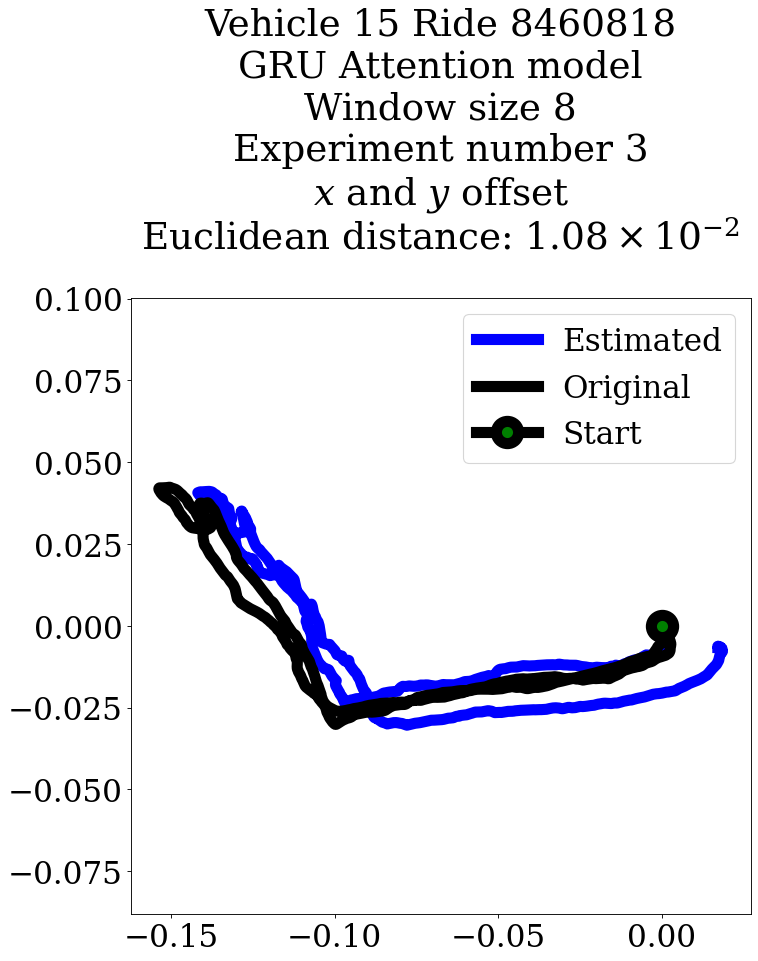 Vehicle 15 Ride 8460818
GRU Attention model
Window size 8
Experiment number 3
x and y offset
Euclidean distance: 1.08 × 10⁻²
0.100
0.075
0.050
0.025
0.000
−0.025
−0.050
−0.075
Estimated
Original
Start
−0.15 −0.10 −0.05 0.00